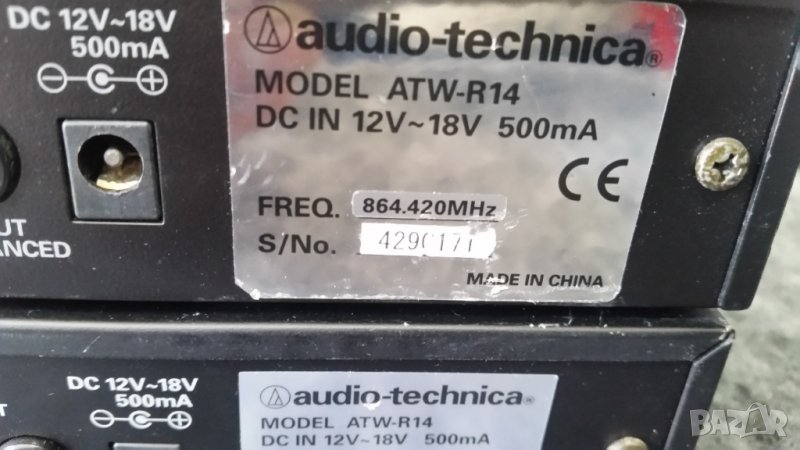 DC 12V~18V
500mA
audio-technica®
MODEL ATW-R14
DC IN 12V~18V 500mA
CE
FREQ. 864.420MHz
S/No.
MADE IN CHINA
UT
ANCED
DC 12V~18V
500mA
audio-technica®
MODEL ATW-R14
DC IN 12V~18V 500mA
T
BAZAR